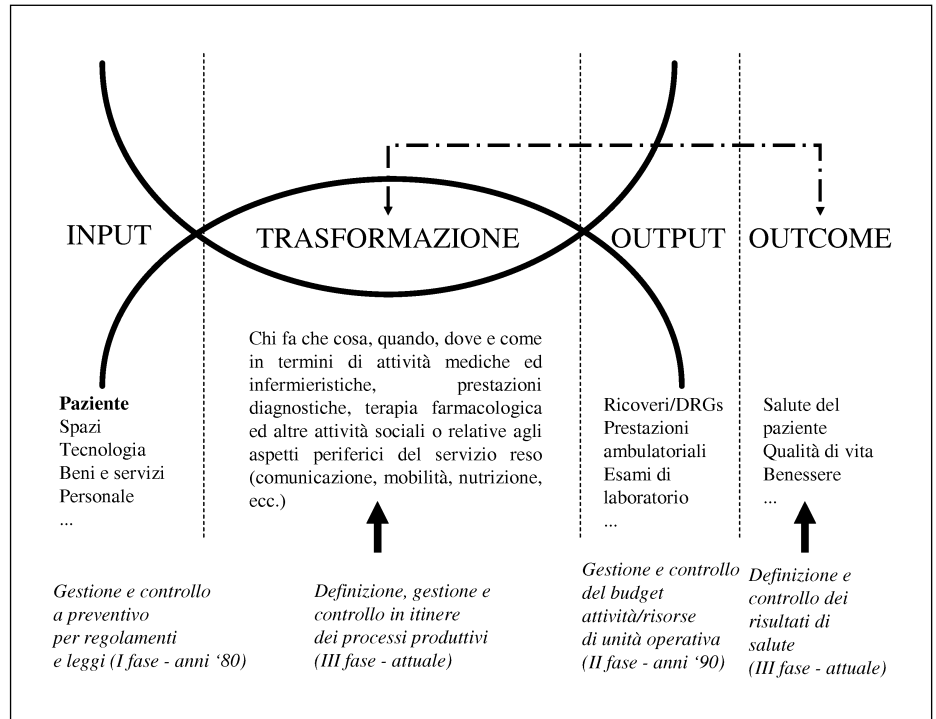 INPUT
TRASFORMAZIONE
OUTPUT
OUTCOME
Paziente
Spazi
Tecnologia
Beni e servizi
Personale
...
Chi fa che cosa, quando, dove e come
in termini di attività mediche ed
infermieristiche, prestazioni
diagnostiche, terapia farmacologica
ed altre attività sociali o relative agli
aspetti periferici del servizio reso
(comunicazione, mobilità, nutrizione,
ecc.)
Ricoveri/DRGs
Prestazioni
ambulatoriali
Esami di
laboratorio
...
Salute del
paziente
Qualità di vita
Benessere
...
Gestione e controllo
a preventivo
per regolamenti
e leggi (I fase - anni ‘80)
Definizione, gestione e
controllo in itinere
dei processi produttivi
(III fase - attuale)
Gestione e controllo
del budget
attività/risorse
di unità operativa
(II fase - anni ‘90)
Definizione e
controllo dei
risultati di
salute
(III fase - attuale)